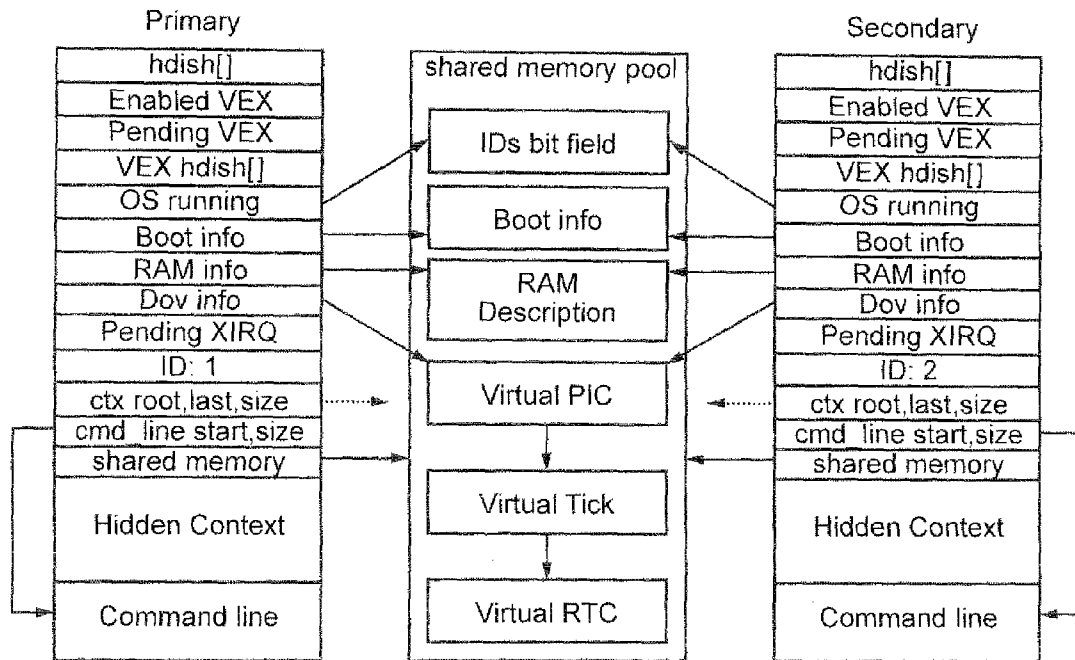 Primary
hdish[]
Enabled VEX
Pending VEX
VEX hdish[]
OS running
Boot info
RAM info
Dov info
Pending XIRQ
ID: 1
ctx root,last,size
cmd line start,size
shared memory
Hidden Context
Command line
shared memory pool
IDs bit field
Boot info
RAM
Description
Virtual PIC
Virtual Tick
Virtual RTC
Secondary
hdish[]
Enabled VEX
Pending VEX
VEX hdish[]
OS running
Boot info
RAM info
Dov info
Pending XIRQ
ID: 2
ctx root,last,size
cmd line start,size
shared memory
Hidden Context
Command line